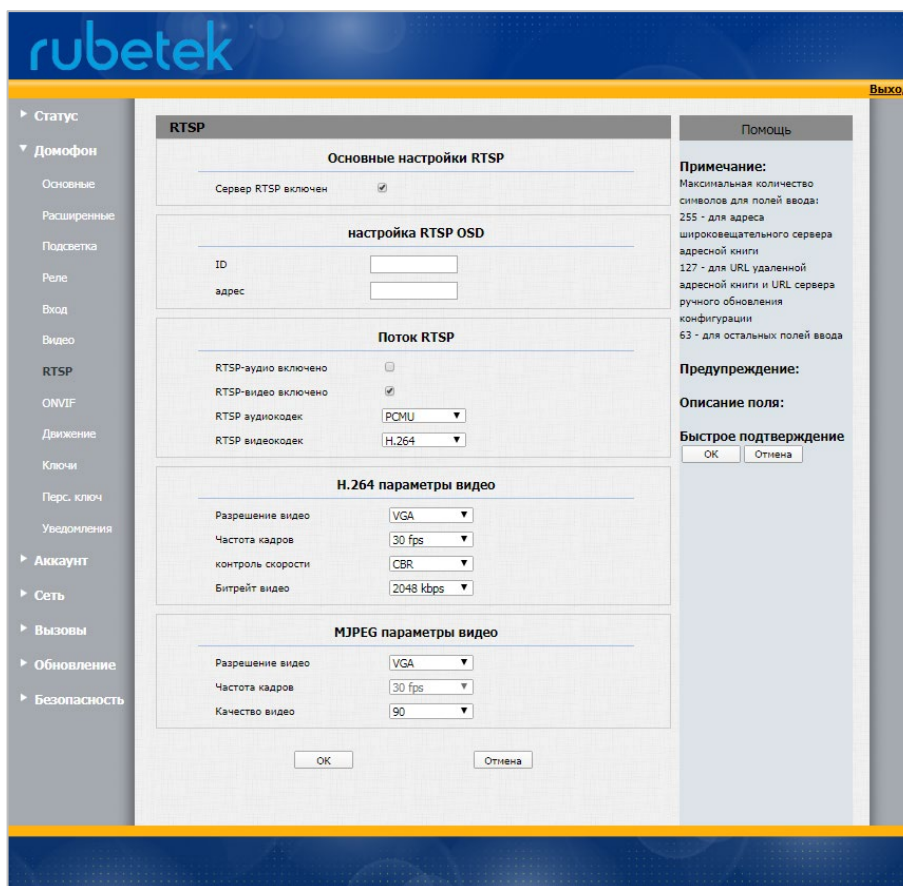 rubetek
Выход
Статус
Домофон
Основные
Расширенные
Подсветка
Реле
Вход
Видео
RTSP
ONVIF
Движение
Ключи
Перс. ключ
Уведомления
Аккаунт
Сеть
Вызовы
Обновление
Безопасность
RTSP
Основные настройки RTSP
Сервер RTSP включен
настройка RTSP OSD
ID
адрес
Поток RTSP
RTSP-аудио включено
RTSP-видео включено
RTSP аудиокодек PCMU
RTSP видеокодек H.264
H.264 параметры видео
Разрешение видео VGA
Частота кадров 30 fps
контроль скорости CBR
Битрейт видео 2048 kbps
MJPEG параметры видео
Разрешение видео VGA
Частота кадров 30 fps
Качество видео 90
OK Отмена
Помощь
Примечание:
Максимальная количество
символов для полей ввода:
255 - для адреса
широковещательного сервера
адресной книги
127 - для URL удаленной
адресной книги и URL сервера
ручного обновления
конфигурации
63 - для остальных полей ввода
Предупреждение:
Описание поля:
Быстрое подтверждение
OK Отмена